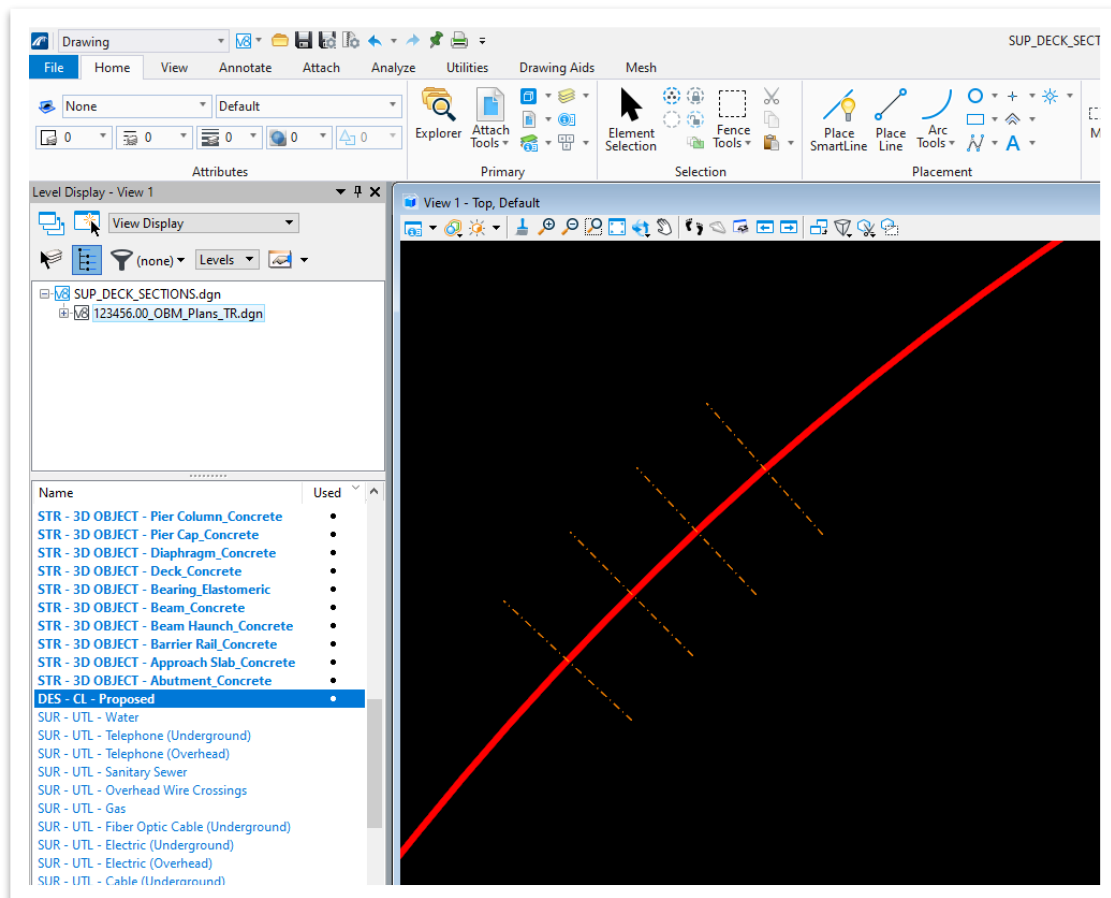 Drawing
SUP_DECK_SECT
File Home View Annotate Attach Analyze Utilities Drawing Aids Mesh
None Default
0 0 0 0 0
Explorer Attach Tools Element Selection Fence Tools Place SmartLine Place Line Arc Tools M
Attributes Primary Selection Placement
Level Display - View 1
View 1 - Top, Default
View Display
(none) Levels
V8 SUP_DECK_SECTIONS.dgn
V8 123456.00_OBM_Plans_TR.dgn
Name Used
STR - 3D OBJECT - Pier Column_Concrete
STR - 3D OBJECT - Pier Cap_Concrete
STR - 3D OBJECT - Diaphragm_Concrete
STR - 3D OBJECT - Deck_Concrete
STR - 3D OBJECT - Bearing_Elastomeric
STR - 3D OBJECT - Beam_Concrete
STR - 3D OBJECT - Beam Haunch_Concrete
STR - 3D OBJECT - Barrier Rail_Concrete
STR - 3D OBJECT - Approach Slab_Concrete
STR - 3D OBJECT - Abutment_Concrete
DES - CL - Proposed
SUR - UTL - Water
SUR - UTL - Telephone (Underground)
SUR - UTL - Telephone (Overhead)
SUR - UTL - Sanitary Sewer
SUR - UTL - Overhead Wire Crossings
SUR - UTL - Gas
SUR - UTL - Fiber Optic Cable (Underground)
SUR - UTL - Electric (Underground)
SUR - UTL - Electric (Overhead)
SUR - UTL - Cable (Underground)